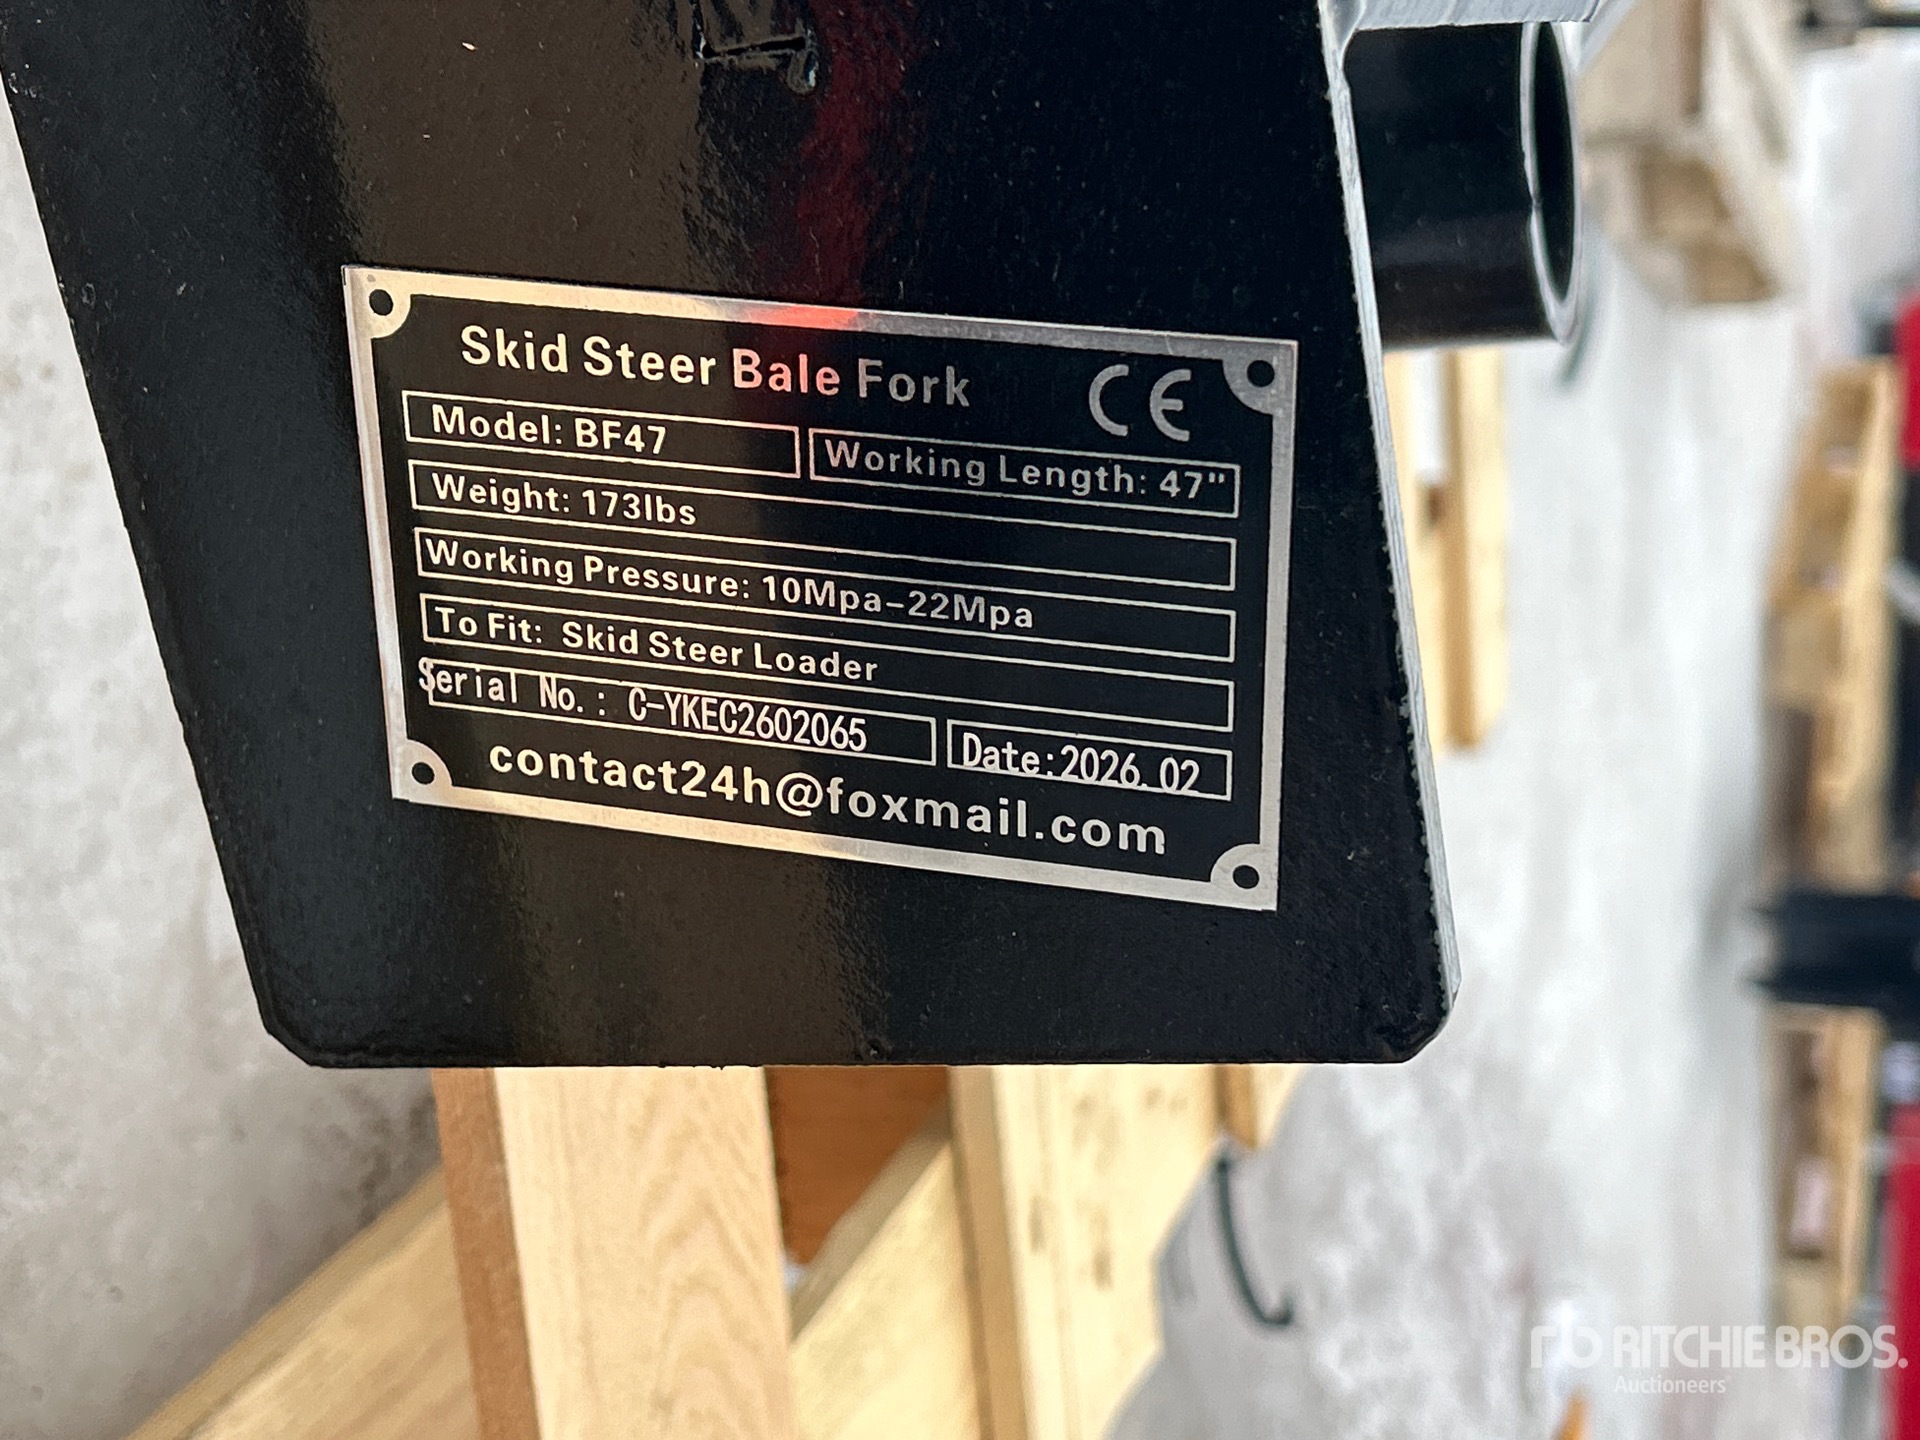 Skid Steer Bale Fork CE
Model: BF47
Working Length: 47"
Weight: 173lbs
Working Pressure: 10Mpa-22Mpa
To Fit: Skid Steer Loader
Serial No.: C-YKEC2602065
Date:2026.02
contact24h@foxmail.com
rb RITCHIE BROS.
Auctioneers